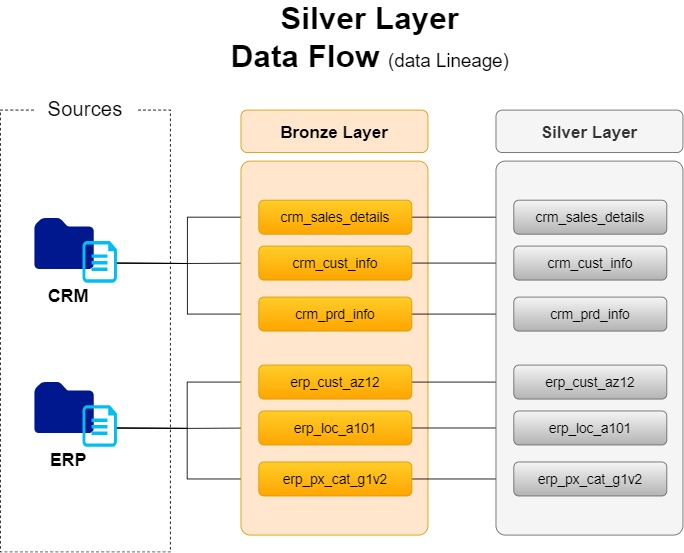 Silver Layer
Data Flow (data Lineage)
Sources
Bronze Layer
Silver Layer
CRM
crm_sales_details
crm_sales_details
crm_cust_info
crm_cust_info
crm_prd_info
crm_prd_info
ERP
erp_cust_az12
erp_cust_az12
erp_loc_a101
erp_loc_a101
erp_px_cat_g1v2
erp_px_cat_g1v2